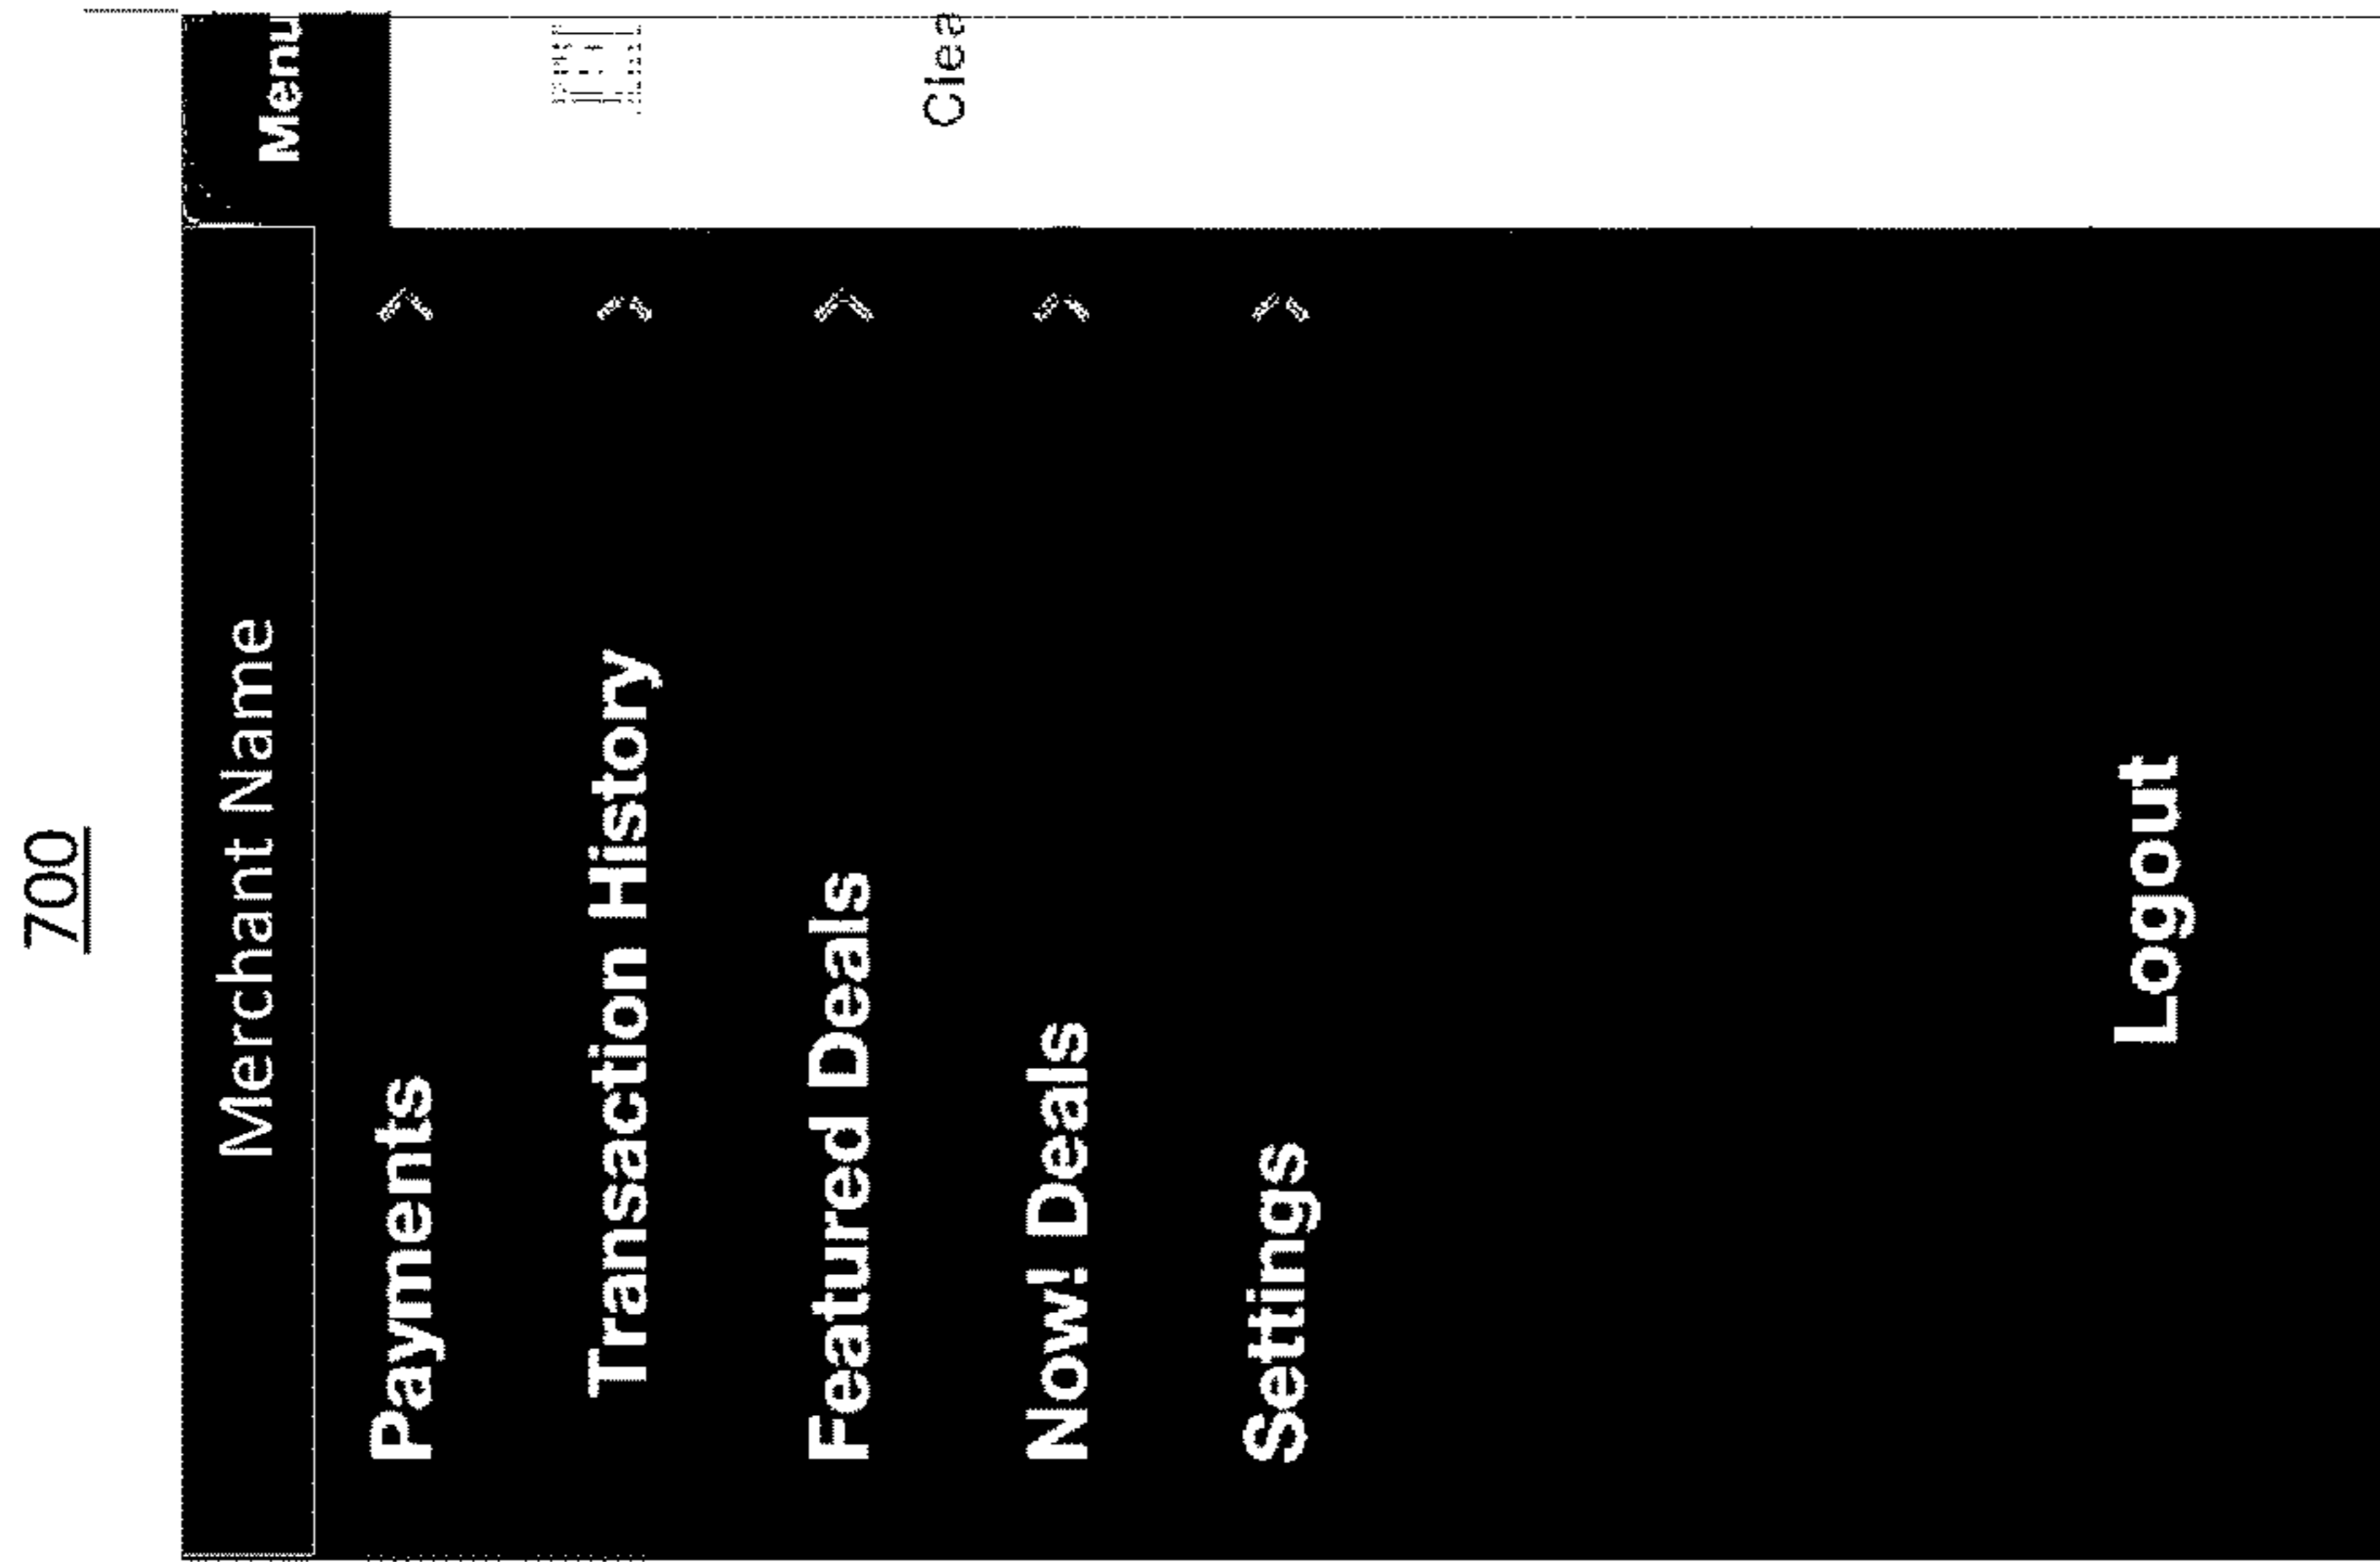 700
Merchant Name
Menu
Payments
Transaction History
Featured Deals
Clea
Now! Deals
Settings
Logout